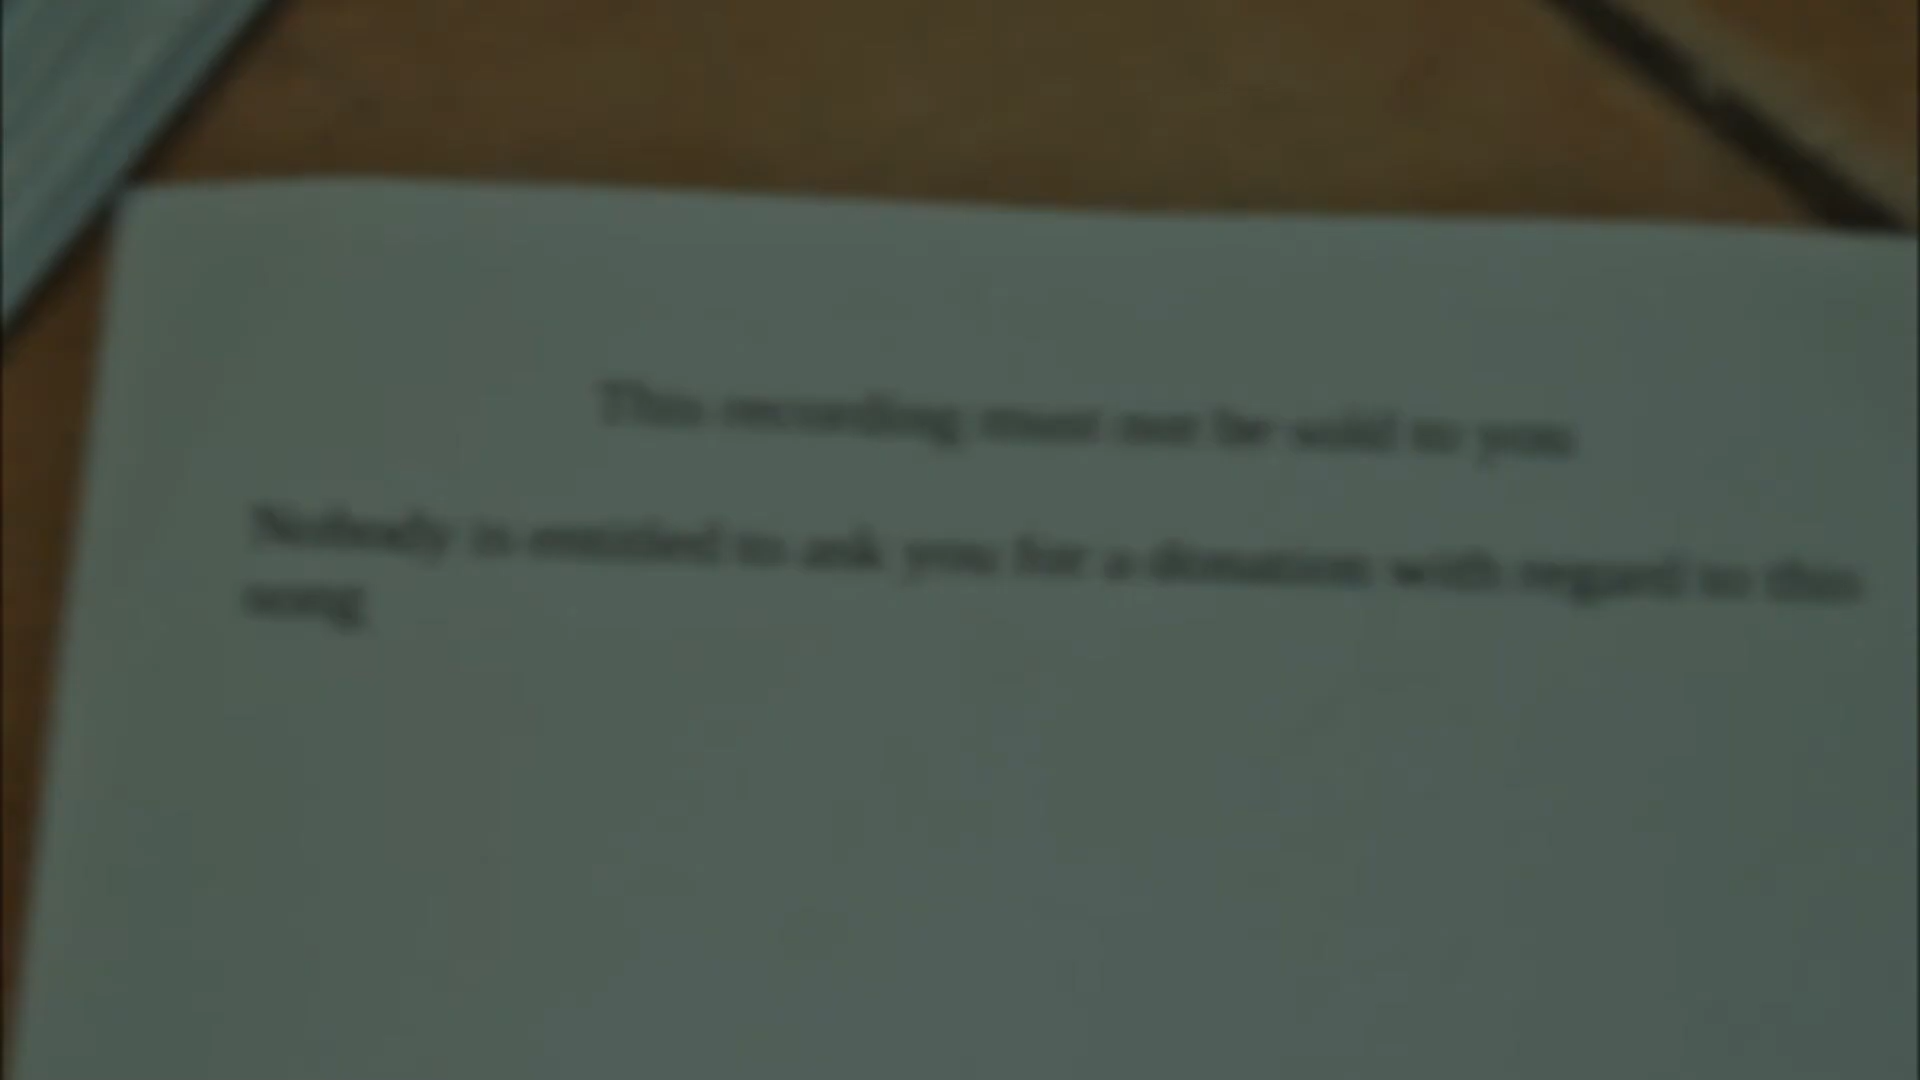 This recording must not be sold to you
Nobody is entitled to ask you for a donation with regard to this
song